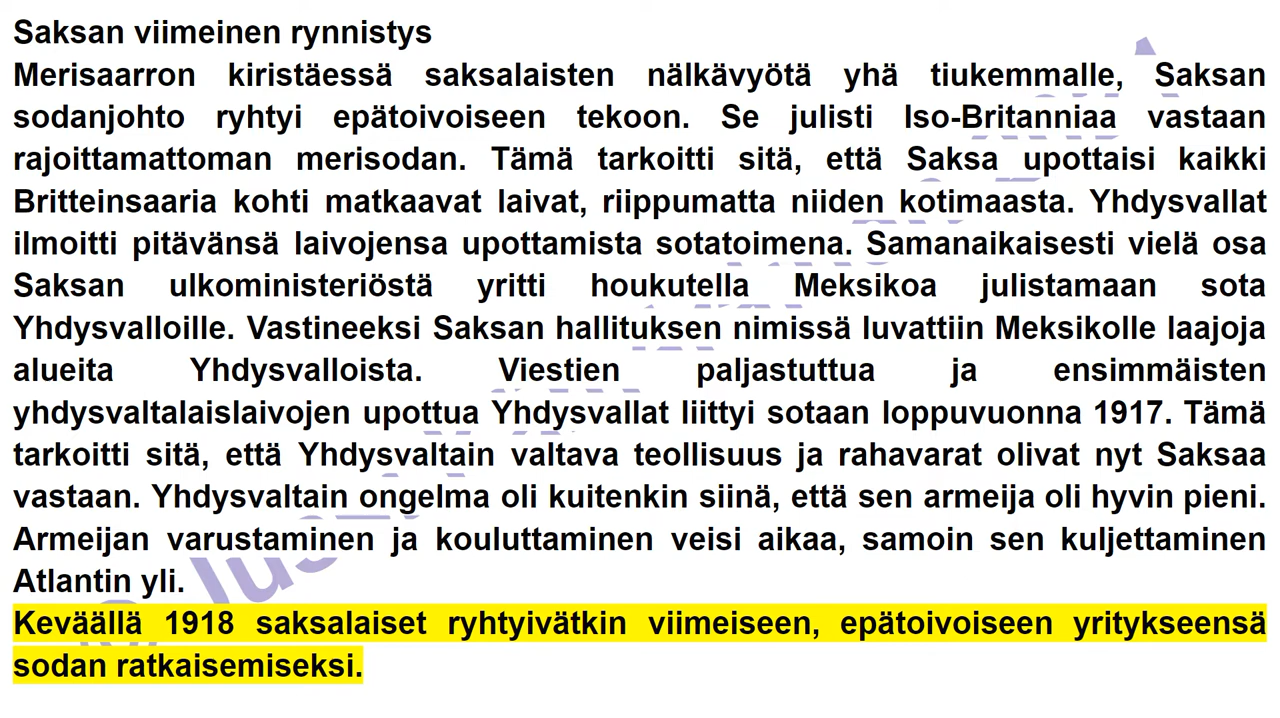 Saksan viimeinen rynnistys
Merisaarron kiristäessä saksalaisten nälkävyötä yhä tiukemmalle, Saksan
sodanjohto ryhtyi epätoivoiseen tekoon. Se julisti Iso-Britanniaa vastaan
rajoittamattoman merisodan. Tämä tarkoitti sitä, että Saksa upottaisi kaikki
Britteinsaaria kohti matkaavat laivat, riippumatta niiden kotimaasta. Yhdysvallat
ilmoitti pitävänsä laivojensa upottamista sotatoimena. Samanaikaisesti vielä osa
Saksan ulkoministeriöstä yritti houkutella Meksikoa julistamaan sota
Yhdysvalloille. Vastineeksi Saksan hallituksen nimissä luvattiin Meksikolle laajoja
alueita Yhdysvalloista. Viestien paljastuttua ja ensimmäisten
yhdysvaltalaislaivojen upottua Yhdysvallat liittyi sotaan loppuvuonna 1917. Tämä
tarkoitti sitä, että Yhdysvaltain valtava teollisuus ja rahavarat olivat nyt Saksaa
vastaan. Yhdysvaltain ongelma oli kuitenkin siinä, että sen armeija oli hyvin pieni.
Armeijan varustaminen ja kouluttaminen veisi aikaa, samoin sen kuljettaminen
Atlantin yli.
Keväällä 1918 saksalaiset ryhtyivätkin viimeiseen, epätoivoiseen yritykseensä
sodan ratkaisemiseksi.